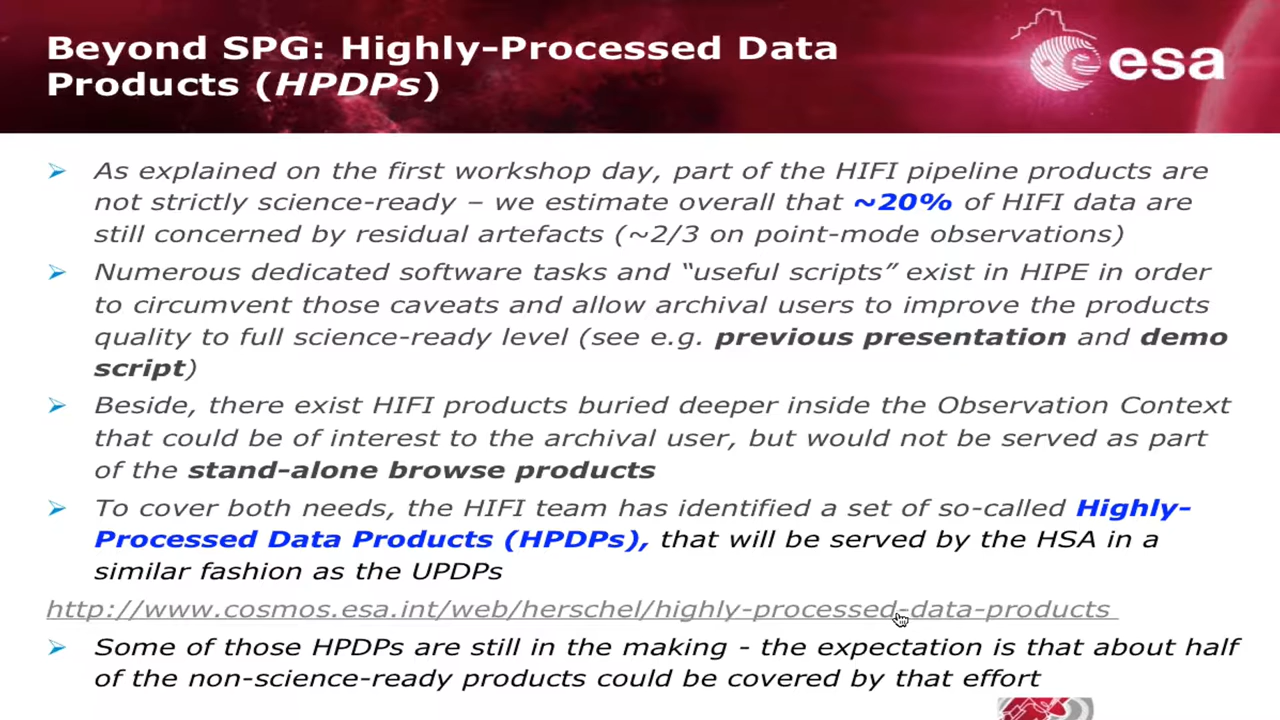 Beyond SPG: Highly-Processed Data
Products (HPDPs)
esa
As explained on the first workshop day, part of the HIFI pipeline products are
not strictly science-ready – we estimate overall that ~20% of HIFI data are
still concerned by residual artefacts (~2/3 on point-mode observations)
Numerous dedicated software tasks and “useful scripts” exist in HIPE in order
to circumvent those caveats and allow archival users to improve the products
quality to full science-ready level (see e.g. previous presentation and demo
script)
Beside, there exist HIFI products buried deeper inside the Observation Context
that could be of interest to the archival user, but would not be served as part
of the stand-alone browse products
To cover both needs, the HIFI team has identified a set of so-called Highly-
Processed Data Products (HPDPs), that will be served by the HSA in a
similar fashion as the UPDPs
http://www.cosmos.esa.int/web/herschel/highly-processed-data-products
Some of those HPDPs are still in the making - the expectation is that about half
of the non-science-ready products could be covered by that effort